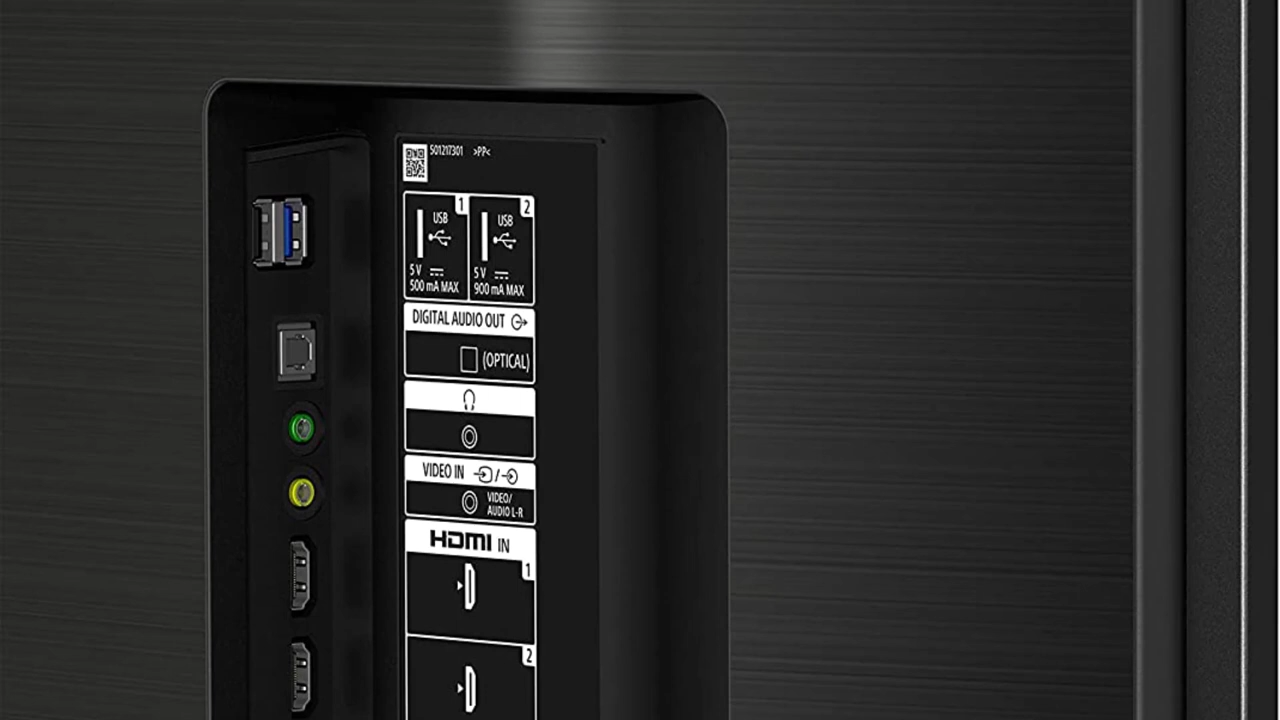 501217301 >PP<
1
USB
5 V
500 mA MAX
2
USB
5 V
900 mA MAX
DIGITAL AUDIO OUT
(OPTICAL)
VIDEO IN /
VIDEO/
AUDIO L-R
HDMI IN
1
2